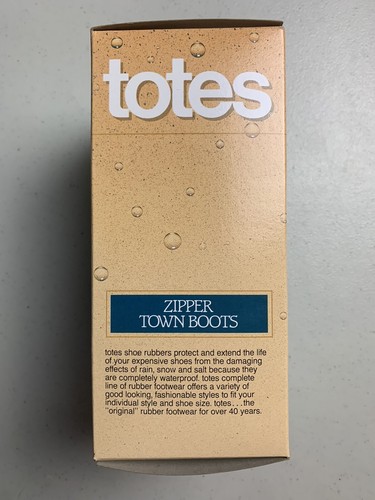 totes
ZIPPER
TOWN BOOTS
totes shoe rubbers protect and extend the life
of your expensive shoes from the damaging
effects of rain, snow and salt because they
are completely waterproof. totes complete
line of rubber footwear offers a variety of
good looking, fashionable styles to fit your
individual style and shoe size. totes...the
"original" rubber footwear for over 40 years.